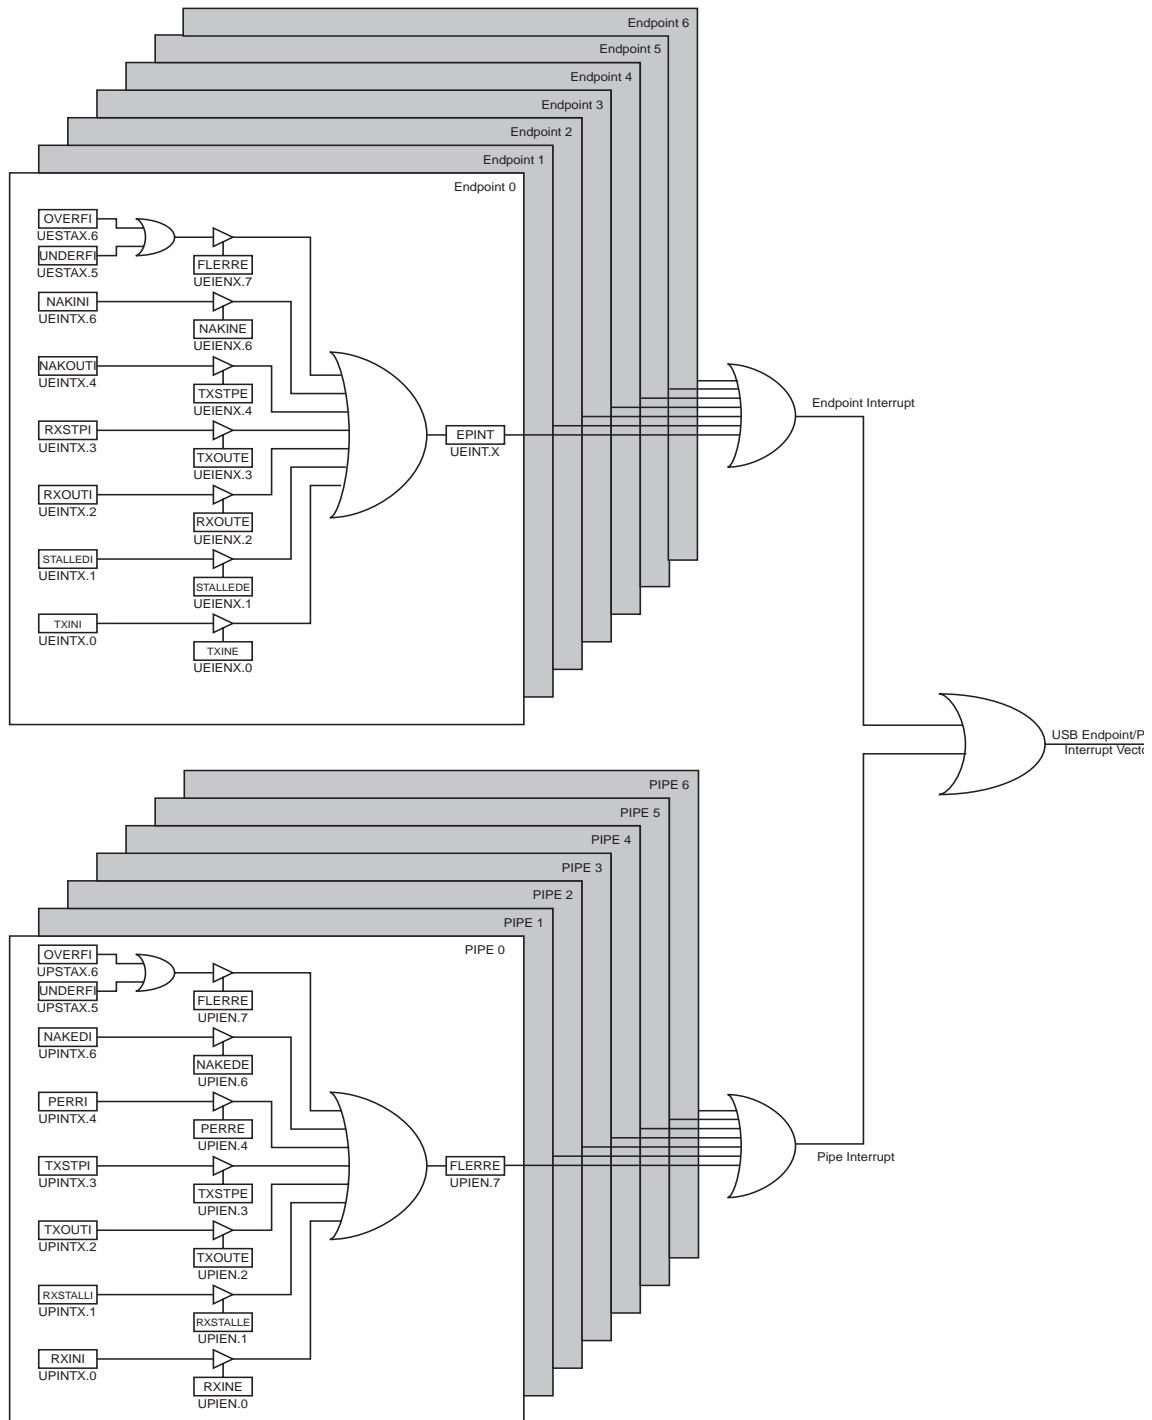 Endpoint 6
Endpoint 5
Endpoint 4
Endpoint 3
Endpoint 2
Endpoint 1
Endpoint 0
OVERFI
UESTAX.6
UNDERFI
UESTAX.5
FLERRE
UEIENX.7
NAKINI
UEINTX.6
NAKINE
UEIENX.6
NAKOUTI
UEINTX.4
TXSTPE
UEIENX.4
RXSTPI
UEINTX.3
TXOUTE
UEIENX.3
RXOUTI
UEINTX.2
RXOUTE
UEIENX.2
STALLEDI
UEINTX.1
STALLEDE
UEIENX.1
TXINI
UEINTX.0
TXINE
UEIENX.0
EPINT
UEINT.X
Endpoint Interrupt
USB Endpoint/P
Interrupt Vect
PIPE 6
PIPE 5
PIPE 4
PIPE 3
PIPE 2
PIPE 1
PIPE 0
OVERFI
UPSTAX.6
UNDERFI
UPSTAX.5
FLERRE
UPIEN.7
NAKEDI
UPINTX.6
NAKEDE
UPIEN.6
PERRI
UPINTX.4
PERRE
UPIEN.4
TXSTPI
UPINTX.3
TXSTPE
UPIEN.3
TXOUTI
UPINTX.2
TXOUTE
UPIEN.2
RXSTALLI
UPINTX.1
RXSTALLE
UPIEN.1
RXINI
UPINTX.0
RXINE
UPIEN.0
FLERRE
UPIEN.7
Pipe Interrupt